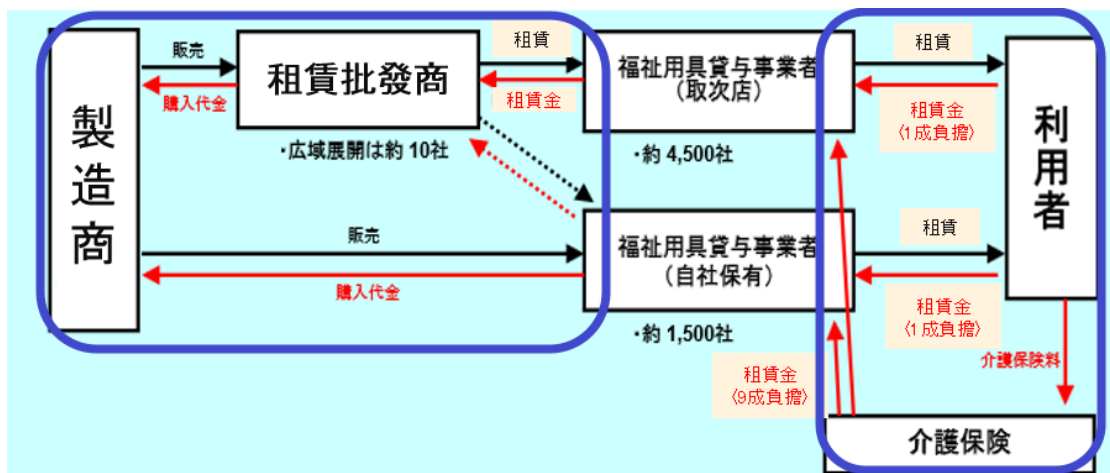 製造商
販売
購入代金
租賃批發商
・広域展開は約 10社
租賃
租賃金
福祉用具貸与事業者
（取次店）
・約 4,500社
租賃
租賃金
〈1成負擔〉
利用者
販売
購入代金
福祉用具貸与事業者
（自社保有）
・約 1,500社
租賃
租賃金
〈1成負擔〉
租賃金
〈9成負擔〉
介護保険料
介護保険